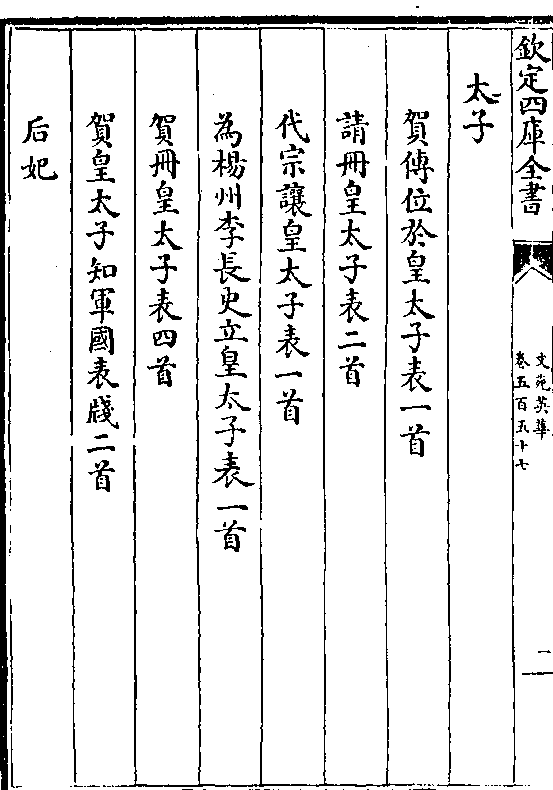 欽定四庫全書
文苑英華
卷五百五十七
一
太子
賀傳位於皇太子表一首
請冊皇太子表二首
代宗讓皇太子表一首
為楊州李長史立皇太子表一首
賀冊皇太子表四首
賀皇太子知軍國表牋二首
后妃